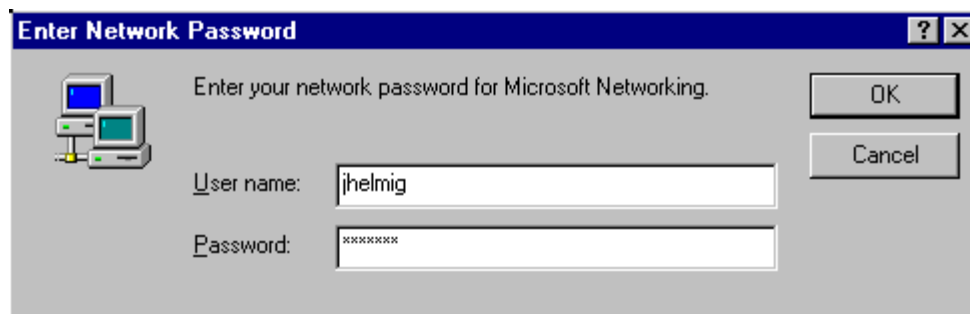 Enter Network Password
Enter your network password for Microsoft Networking.
OK
Cancel
User name: jhelmig
Password: *******